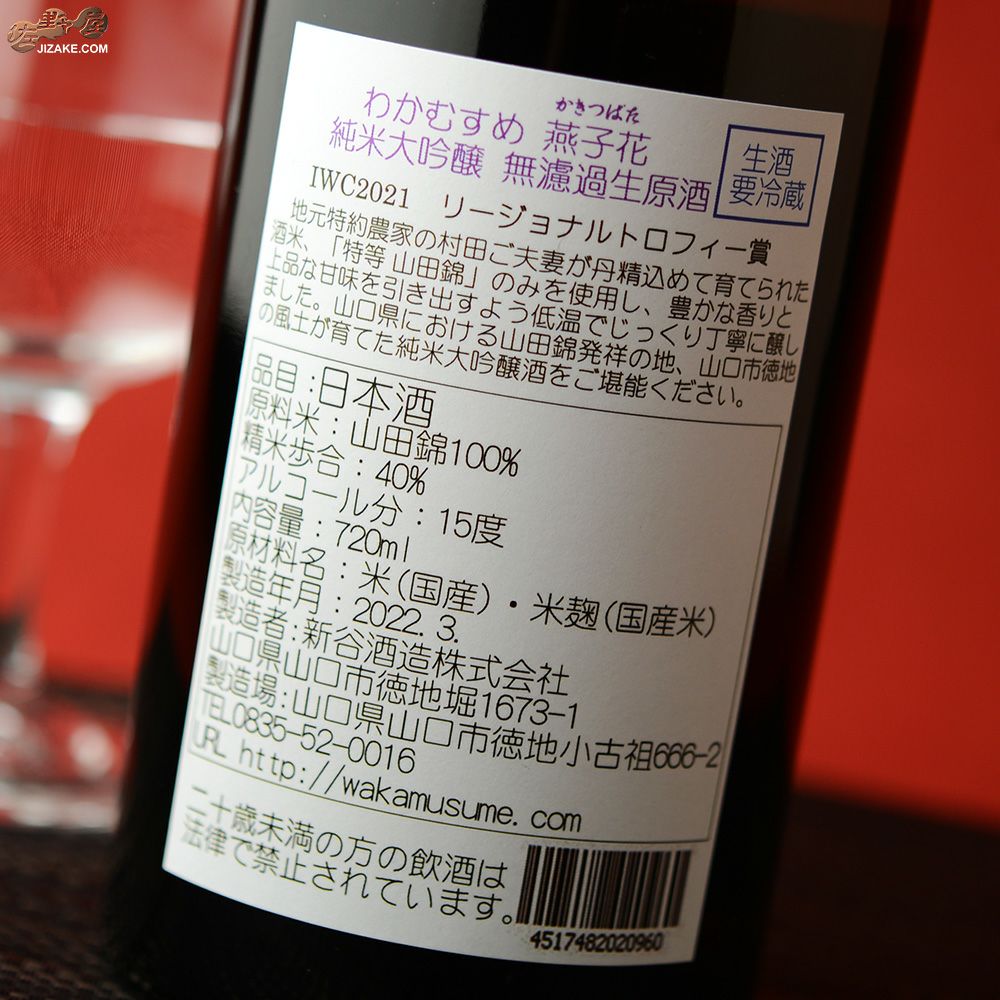 佐野屋
JIZAKE.COM
かきつばた
わかむすめ 燕子花
純米大吟醸 無濾過生原酒
生酒
要冷蔵
IWC2021 リージョナルトロフィー賞
地元特約農家の村田ご夫妻が丹精込めて育てられた
酒米、「特等 山田錦」のみを使用し、豊かな香りと
上品な甘味を引き出すよう低温でじっくり丁寧に醸し
ました。山口県における山田錦発祥の地、山口市徳地
の風土が育てた純米大吟醸酒をご堪能ください。
品目:日本酒
原料米:山田錦100%
精米歩合:40%
アルコール分:15度
内容量:720ml
原材料名:米(国産)・米麹(国産米)
製造年月:2022.3.
製造者:新谷酒造株式会社
山口県山口市徳地堀1673-1
製造場:山口県山口市徳地小古祖666-2
TEL0835-52-0016
URL http://wakamusume.com
二十歳未満の方の飲酒は
法律で禁止されています。
4517482020960